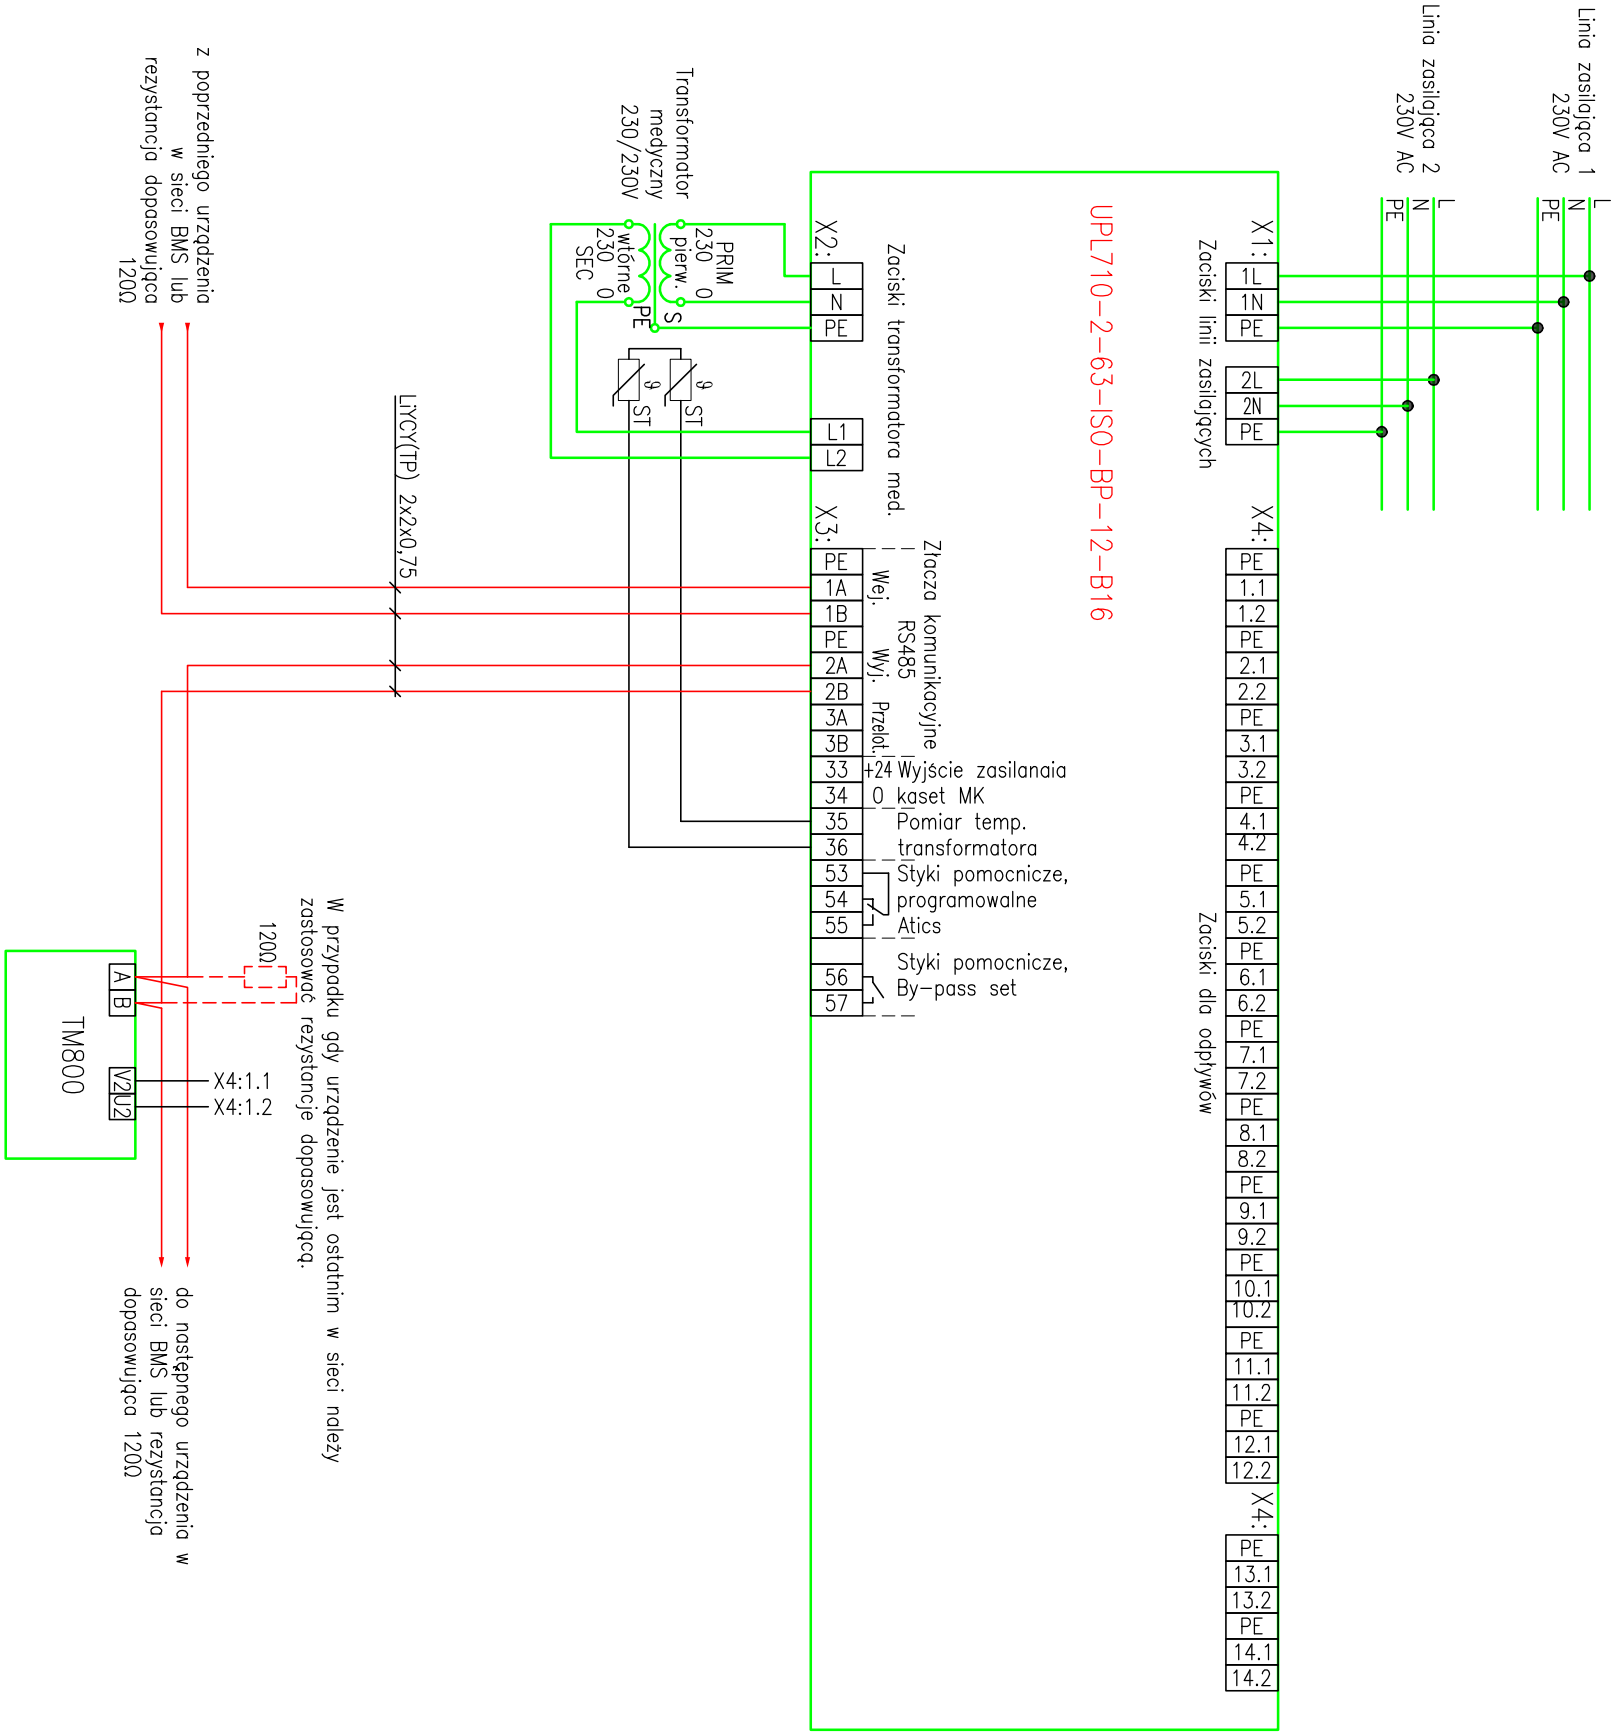 Linia zasilająca 1
230V AC
L
N
PE
Linia zasilająca 2
230V AC
L
N
PE
UPL710-2-63-ISO-BP-12-B16
X1:
Zaciski linii zasilających
1L
1N
PE
2L
2N
PE
X4:
Zaciski dla odpływów
PE
1.1
1.2
PE
2.1
2.2
PE
3.1
3.2
PE
4.1
4.2
PE
5.1
5.2
PE
6.1
6.2
PE
7.1
7.2
PE
8.1
8.2
PE
9.1
9.2
PE
10.1
10.2
PE
11.1
11.2
PE
12.1
12.2
X4:
PE
13.1
13.2
PE
14.1
14.2
X2:
Zaciski transformatora med.
L
N
PE
L1
L2
X3:
Złącza komunikacyjne
RS485
Wej.
Wyj.
Przelot.
PE
1A
1B
PE
2A
2B
3A
3B
33 +24 Wyjście zasilanaia
34 0 kaset MK
35 Pomiar temp.
36 transformatora
53 Styki pomocnicze,
54 programowalne
55 Atics
Styki pomocnicze,
56
By-pass set
57
Transformator
medyczny
230/230V
PRIM
230 0
pierw.
S
wtórne
230 0
SEC
PE
ϑ
ST
ϑ
ST
LiYCY(TP) 2x2x0,75
z poprzedniego urządzenia
w sieci BMS lub
rezystancja dopasowująca
120Ω
W przypadku gdy urządzenie jest ostatnim w sieci należy
zastosować rezystancje dopasowującą.
120Ω
A
B
V2
U2
X4:1.1
X4:1.2
TM800
do następnego urządzenia w
sieci BMS lub rezystancja
dopasowująca 120Ω